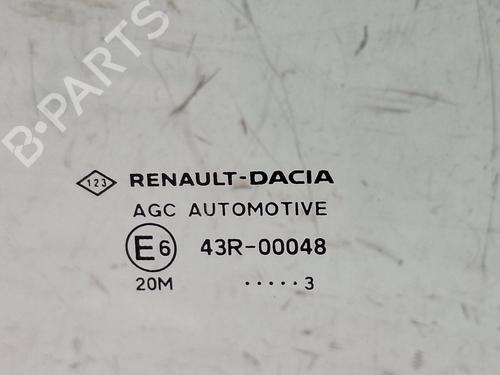 B-PARTS
123 RENAULT-DACIA
AGC AUTOMOTIVE
E6 43R-00048
20M .....3